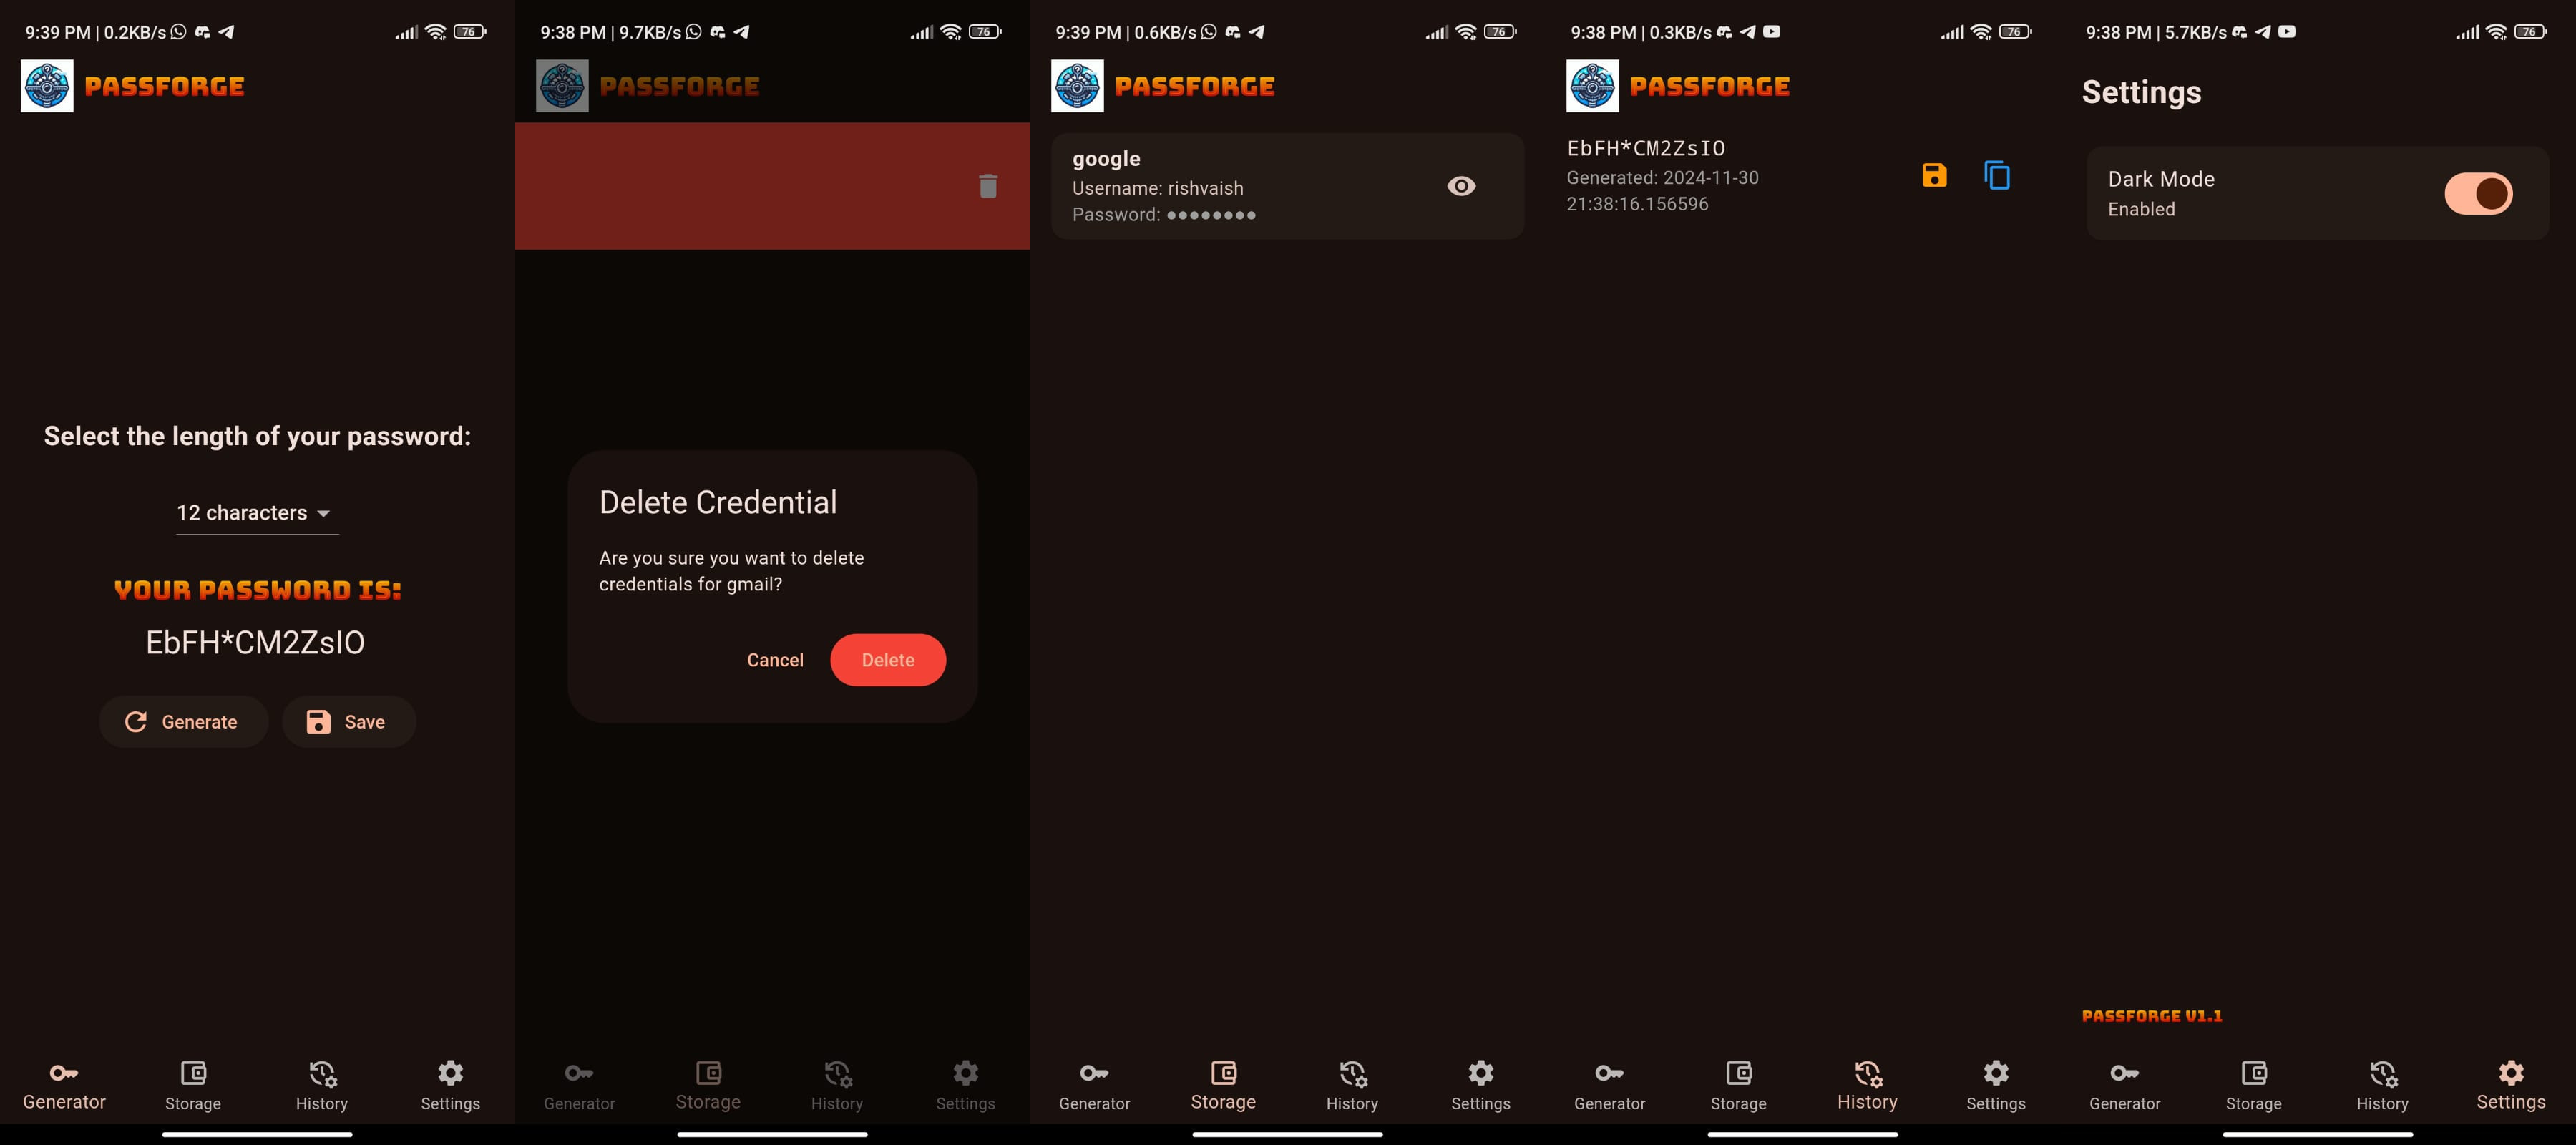 9:39 PM | 0.2KB/s
76
PASSFORGE
Select the length of your password:
12 characters
YOUR PASSWORD IS:
EbFH*CM2ZsIO
Generate
Save
Generator
Storage
History
Settings
9:38 PM | 9.7KB/s
76
PASSFORGE
Delete Credential
Are you sure you want to delete
credentials for gmail?
Cancel
Delete
Generator
Storage
History
Settings
9:39 PM | 0.6KB/s
76
PASSFORGE
google
Username: rishvaish
Password: ●●●●●●●●
Generator
Storage
History
Settings
9:38 PM | 0.3KB/s
76
PASSFORGE
EbFH*CM2ZsIO
Generated: 2024-11-30
21:38:16.156596
Generator
Storage
History
Settings
9:38 PM | 5.7KB/s
76
Settings
Dark Mode
Enabled
PASSFORGE V1.1
Generator
Storage
History
Settings